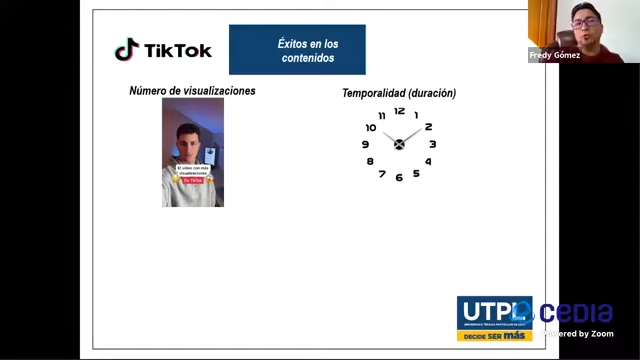 TikTok
Éxitos en los
contenidos
Fredy Gómez
Número de visualizaciones
Temporalidad (duración)
El video con más
visualizaciones
En TikTok
12
1
2
3
4
5
6
7
8
9
10
11
UTPL
DECIDE SER más
CEDIA
Powered by Zoom